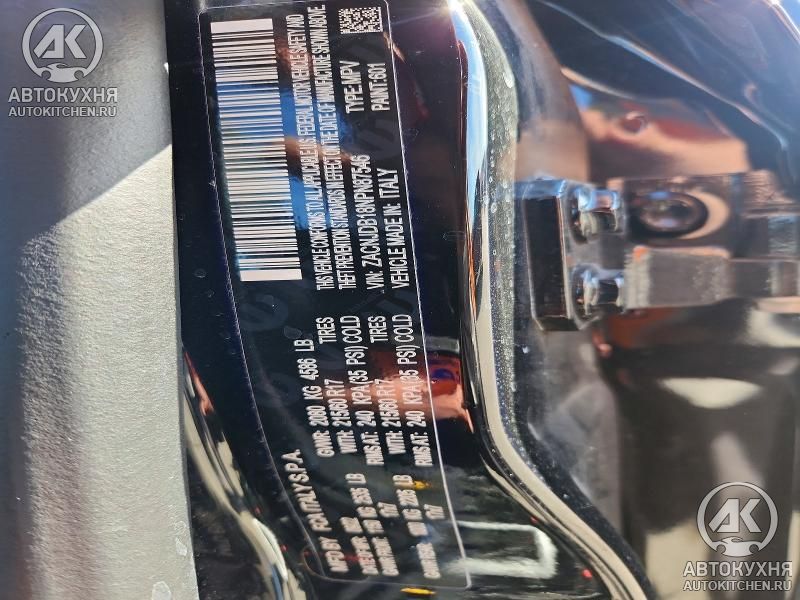 АК
АВТОКУХНЯ
AUTOKITCHEN.RU
MFD BY FCA ITALY S.P.A.
GVWR: 2080 KG 4586 LB
WITH: 215/60 R17 TIRES
RIMS AT: 240 KPA(35 PSI) COLD
WITH: 215/60 R17 TIRES
RIMS AT: 240 KPA(35 PSI) COLD
THIS VEHICLE CONFORMS TO ALL APPLICABLE U.S. FEDERAL MOTOR VEHICLE SAFETY AND
THEFT PREVENTION STANDARDS IN EFFECT ON THE DATE OF MANUFACTURE SHOWN ABOVE
VIN: ZACNJDB18NPN87546 TYPE: MPV
VEHICLE MADE IN: ITALY PAINT: 601
АК
АВТОКУХНЯ
AUTOKITCHEN.RU